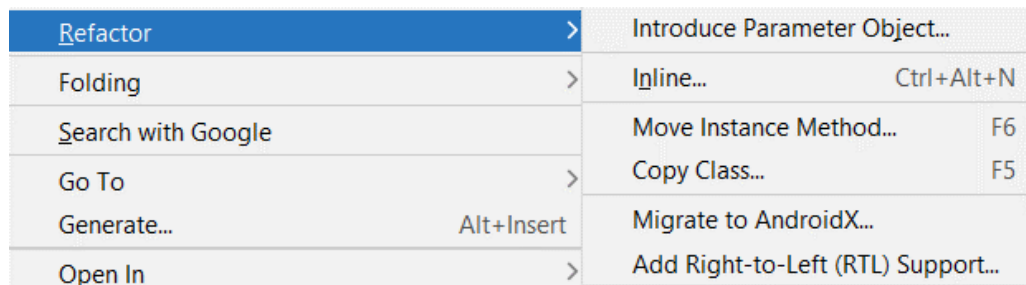 Refactor
Folding
Search with Google
Go To
Generate... Alt+Insert
Open In
Introduce Parameter Object...
Inline... Ctrl+Alt+N
Move Instance Method... F6
Copy Class... F5
Migrate to AndroidX...
Add Right-to-Left (RTL) Support...